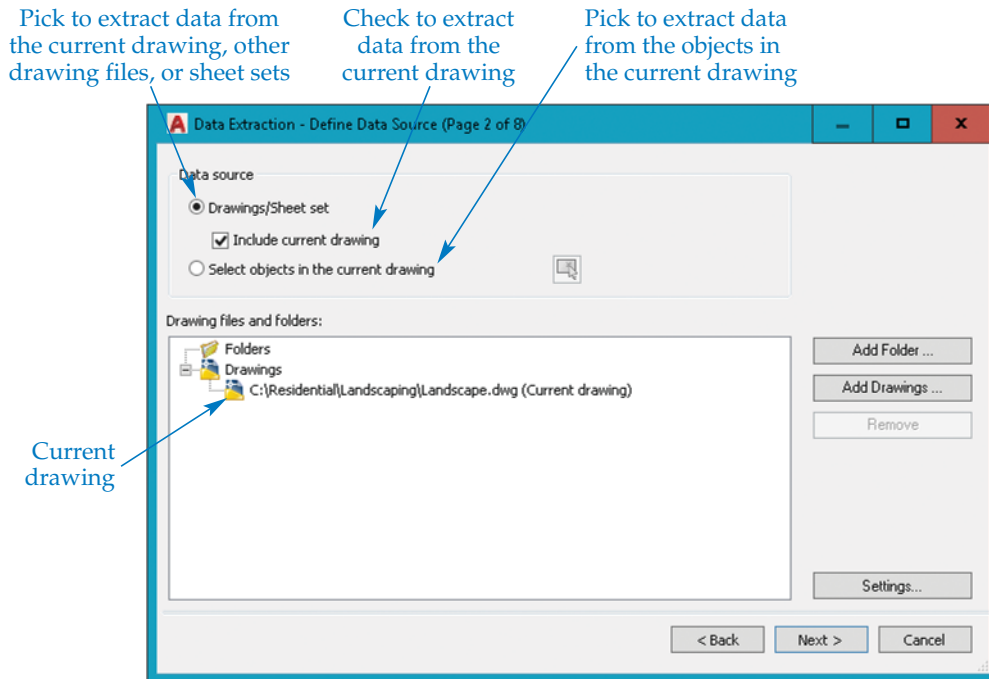 Pick to extract data from
the current drawing, other
drawing files, or sheet sets
Check to extract
data from the
current drawing
Pick to extract data
from the objects in
the current drawing
A Data Extraction - Define Data Source (Page 2 of 8)
Data source
Drawings/Sheet set
Include current drawing
Select objects in the current drawing
Drawing files and folders:
Folders
Drawings
C:\Residential\Landscaping\Landscape.dwg (Current drawing)
Add Folder ...
Add Drawings ...
Remove
Current
drawing
Settings...
< Back
Next >
Cancel